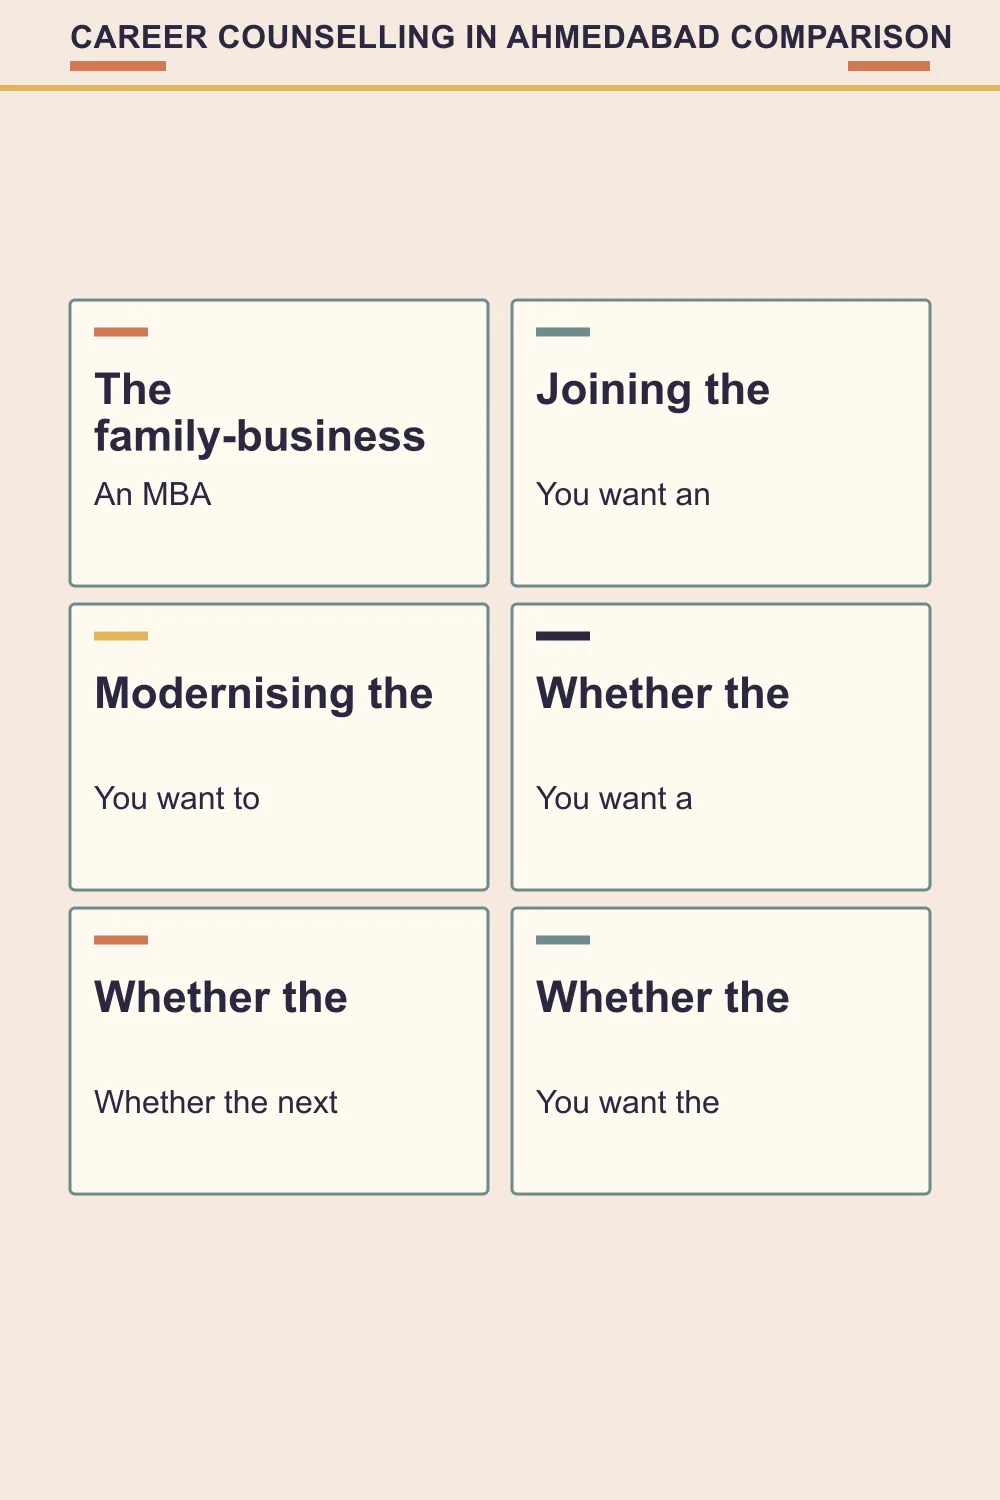 CAREER COUNSELLING IN AHMEDABAD COMPARISON
The
family-business
An MBA
Joining the
You want an
Modernising the
You want to
Whether the
You want a
Whether the
Whether the next
Whether the
You want the